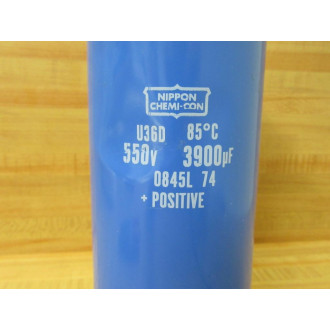 NIPPON
CHEMI-CON
U36D 85°C
550v 3900µF
0845L 74
+ POSITIVE